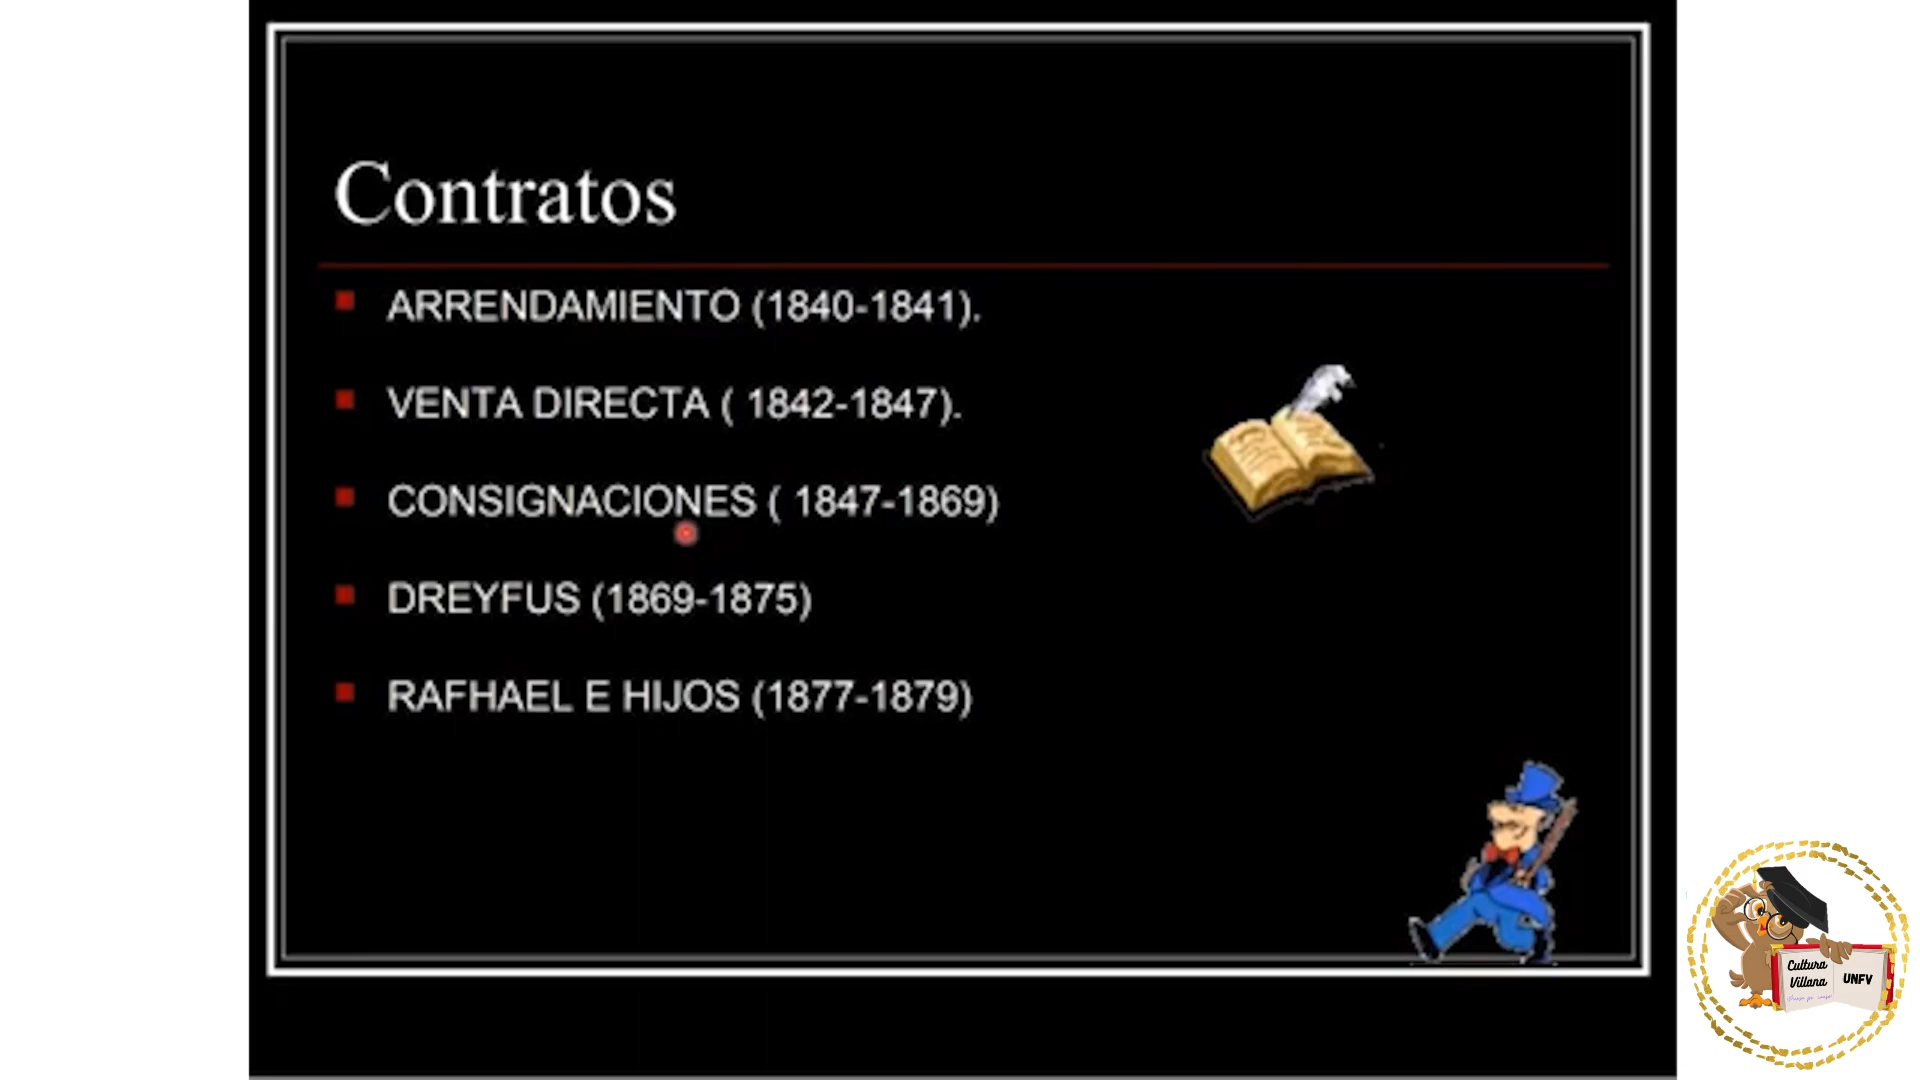 Contratos
ARRENDAMIENTO (1840-1841).
VENTA DIRECTA ( 1842-1847).
CONSIGNACIONES ( 1847-1869)
DREYFUS (1869-1875)
RAFHAEL E HIJOS (1877-1879)
Cultura
Villana
UNFV